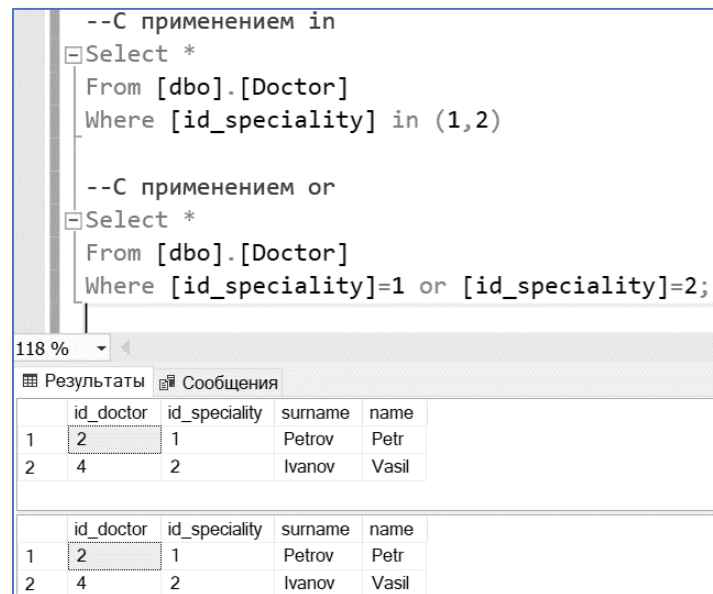 --С применением in
Select *
From [dbo].[Doctor]
Where [id_speciality] in (1,2)
--С применением or
Select *
From [dbo].[Doctor]
Where [id_speciality]=1 or [id_speciality]=2;
118 %
Результаты Сообщения
id_doctor id_speciality surname name
1 2 1 Petrov Petr
2 4 2 Ivanov Vasil
id_doctor id_speciality surname name
1 2 1 Petrov Petr
2 4 2 Ivanov Vasil